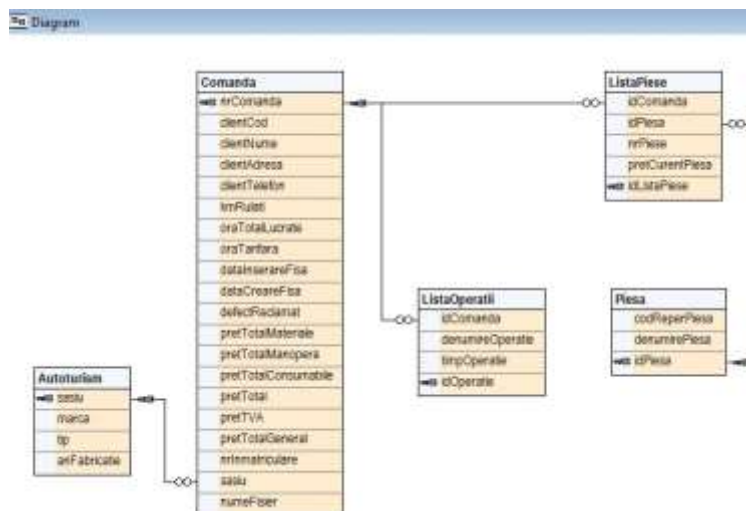 Diagram
Comanda
nrComanda
clientCod
clientNume
clientAdresa
clientTelefon
kmRulati
oraTotalLucrate
oraTarifara
dataInserareFisa
dataCreareFisa
defectReclamat
pretTotalMateriale
pretTotalManopera
pretTotalConsumabile
pretTotal
pretTVA
pretTotalGeneral
nrInmatriculare
sasiu
numeFisier
ListaPiese
idComanda
idPiesa
nrPiese
pretCurentPiesa
idListaPiese
ListaOperatii
idComanda
denumireOperatie
timpOperatie
idOperatie
Piesa
codReperPiesa
denumirePiesa
idPiesa
Autoturism
sasiu
marca
tip
anFabricatie